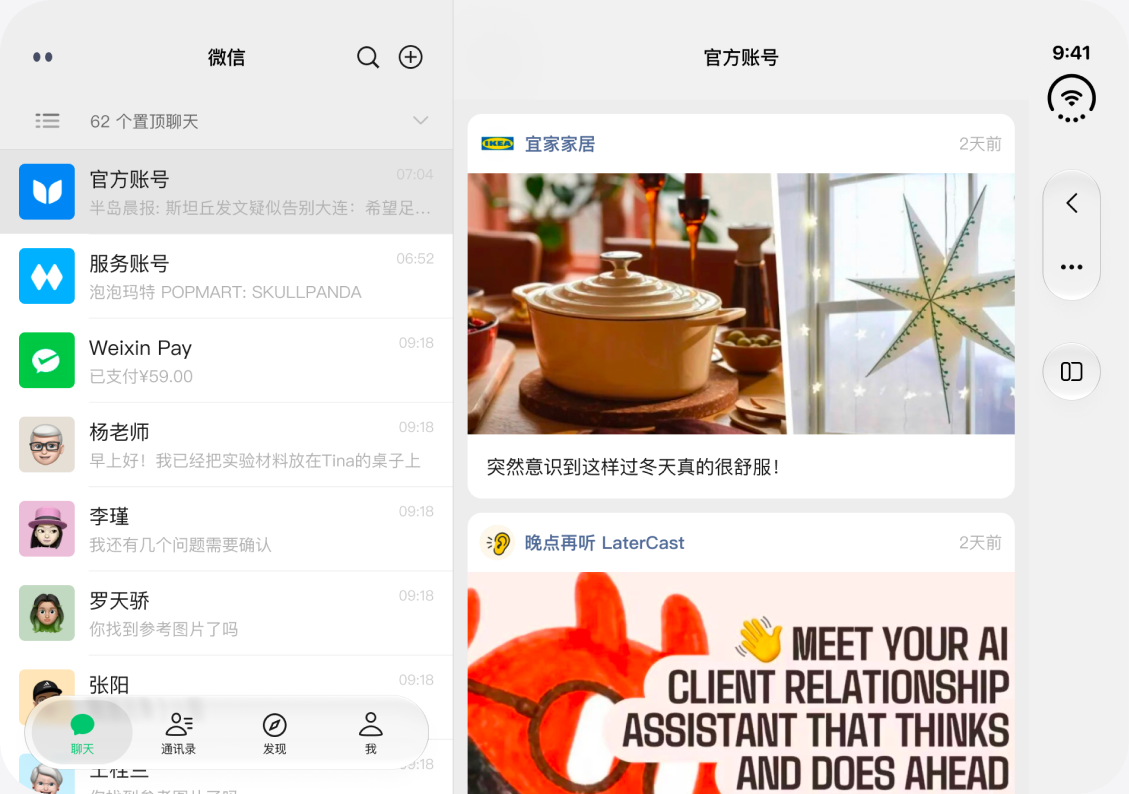 微信
62 个置顶聊天
官方账号
07:04
半岛晨报: 斯坦丘发文疑似告别大连：希望足…
服务账号
06:52
泡泡玛特 POPMART: SKULLPANDA
Weixin Pay
09:18
已支付¥59.00
杨老师
09:18
早上好！我已经把实验材料放在Tina的桌子上
李瑾
09:18
我还有几个问题需要确认
罗天骄
09:18
你找到参考图片了吗
张阳
09:18
09:18
聊天
通讯录
发现
我
官方账号
IKEA
宜家家居
2天前
突然意识到这样过冬天真的很舒服！
晚点再听 LaterCast
2天前
👋 MEET YOUR AI
CLIENT RELATIONSHIP
ASSISTANT THAT THINKS
AND DOES AHEAD
9:41